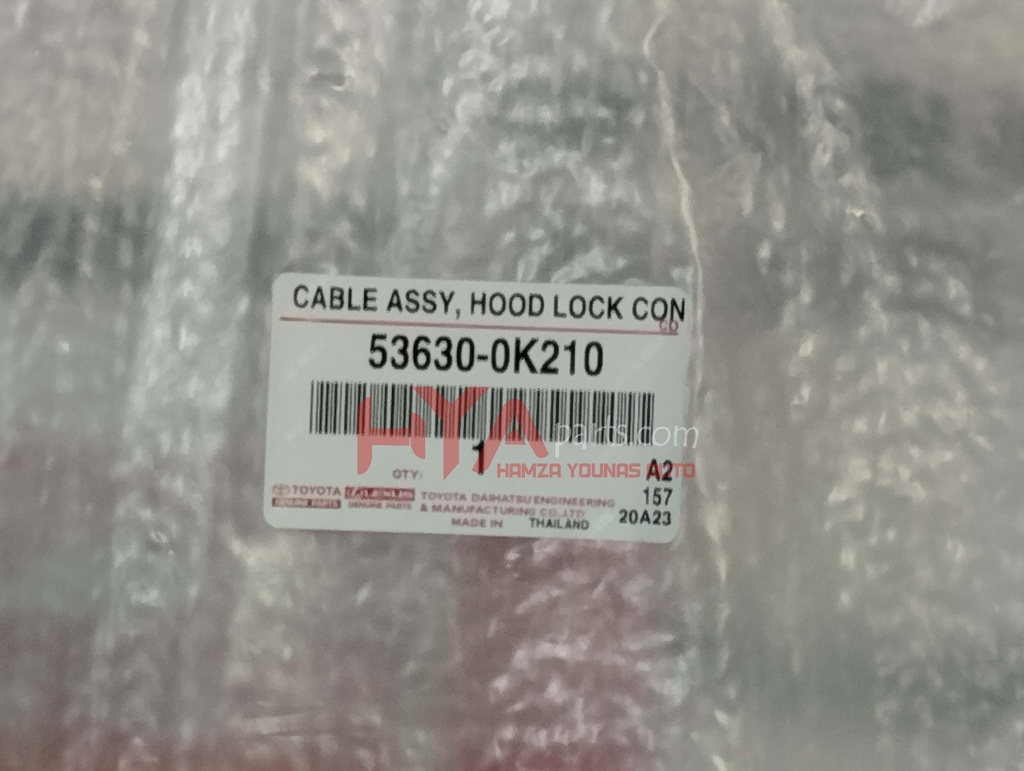 CABLE ASSY, HOOD LOCK CON
CD
53630-0K210
HYA parts.com
HAMZA YOUNAS AUTO
QTY: 1
A2
TOYOTA
GENUINE PARTS
GENUINE PARTS
TOYOTA DAIHATSU ENGINEERING
& MANUFACTURING CO.,LTD
MADE IN THAILAND
157
20A23